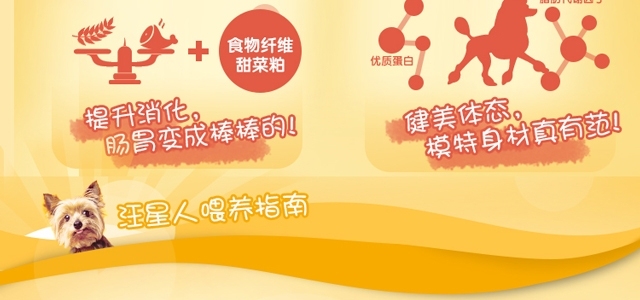 食物纤维
甜菜粕
优质蛋白
提升消化,
肠胃变成棒棒的!
健美体态,
模特身材真有范!
汪星人喂养指南